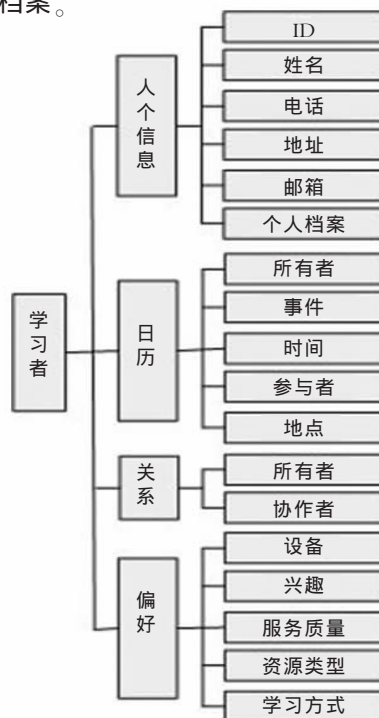 档案。
ID
姓名
人个信息
电话
地址
邮箱
个人档案
所有者
事件
学习者
日历
时间
参与者
地点
关系
所有者
协作者
设备
兴趣
偏好
服务质量
资源类型
学习方式